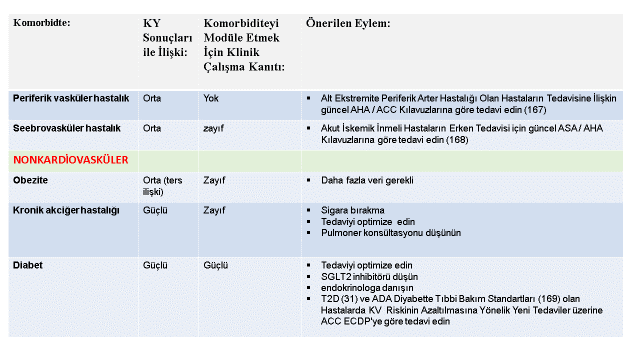 Komorbidte:
KY Sonuçları ile İlişki:
Komorbiditeyi Modüle Etmek İçin Klinik Çalışma Kanıtı:
Önerilen Eylem:
Periferik vasküler hastalık
Orta
Yok
▪ Alt Ekstremite Periferik Arter Hastalığı Olan Hastaların Tedavisine İlişkin
güncel AHA / ACC Kılavuzlarına göre tedavi edin (167)
Seebrovasküler hastalık
Orta
zayıf
▪ Akut İskemik İnmeli Hastaların Erken Tedavisi için güncel ASA / AHA
Kılavuzlarına göre tedavi edin (168)
NONKARDİOVASKÜLER
Obezite
Orta (ters
ilişki)
Zayıf
▪ Daha fazla veri gerekli
Kronik akciğer hastalığı
Güçlü
Zayıf
▪ Sigara bırakma
▪ Tedaviyi optimize edin
▪ Pulmoner konsültasyonu düşünün
Diabet
Güçlü
Güçlü
▪ Tedaviyi optimize edin
▪ SGLT2 inhibitörü düşün
▪ endokrinologa danışın
▪ T2D (31) ve ADA Diyabette Tıbbi Bakım Standartları (169) olan
Hastalarda KV Riskinin Azaltılmasına Yönelik Yeni Tedaviler üzerine
ACC ECDP'ye göre tedavi edin